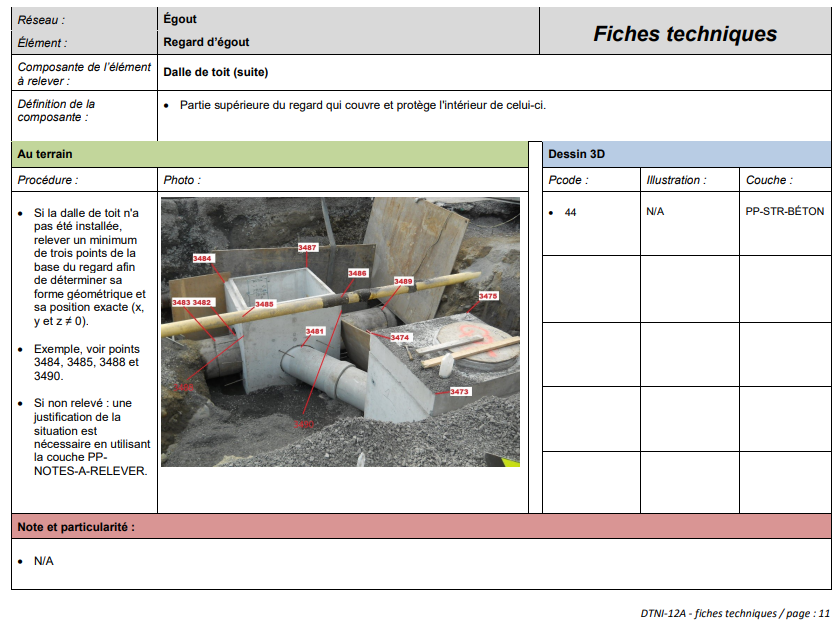 Réseau :
Égout
Élément :
Regard d'égout
Fiches techniques
Composante de l'élément
à relever :
Dalle de toit (suite)
Définition de la
composante :
• Partie supérieure du regard qui couvre et protège l'intérieur de celui-ci.
Au terrain
Dessin 3D
Procédure :
Photo :
Pcode :
Illustration :
Couche :
• Si la dalle de toit n'a
pas été installée,
relever un minimum
de trois points de la
base du regard afin
de déterminer sa
forme géométrique et
sa position exacte (x,
y et z ≠ 0).
• Exemple, voir points
3484, 3485, 3488 et
3490.
• Si non relevé : une
justification de la
situation est
nécessaire en utilisant
la couche PP-
NOTES-A-RELEVER.
3487
3484
3486
3489
3475
3483 3482
3485
3481
3474
3473
• 44
N/A
PP-STR-BÉTON
Note et particularité :
• N/A
DTNI-12A - fiches techniques / page : 11